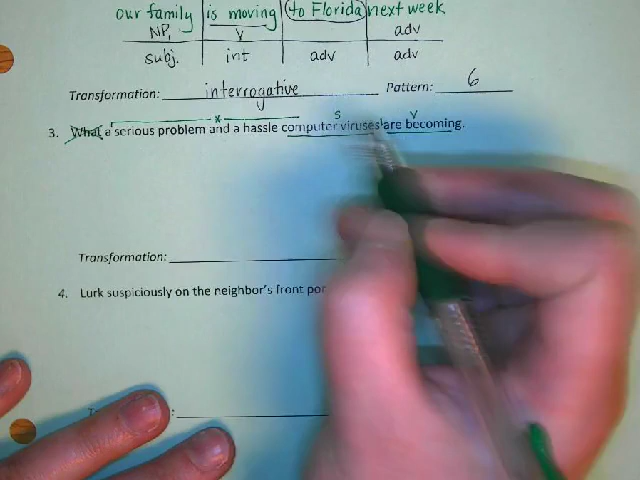 our family is moving to Florida next week
NP₁ V adv
subj. int adv adv
Transformation: interrogative Pattern: 6
x s v
3. What a serious problem and a hassle computer viruses are becoming.
Transformation:
4. Lurk suspiciously on the neighbor's front